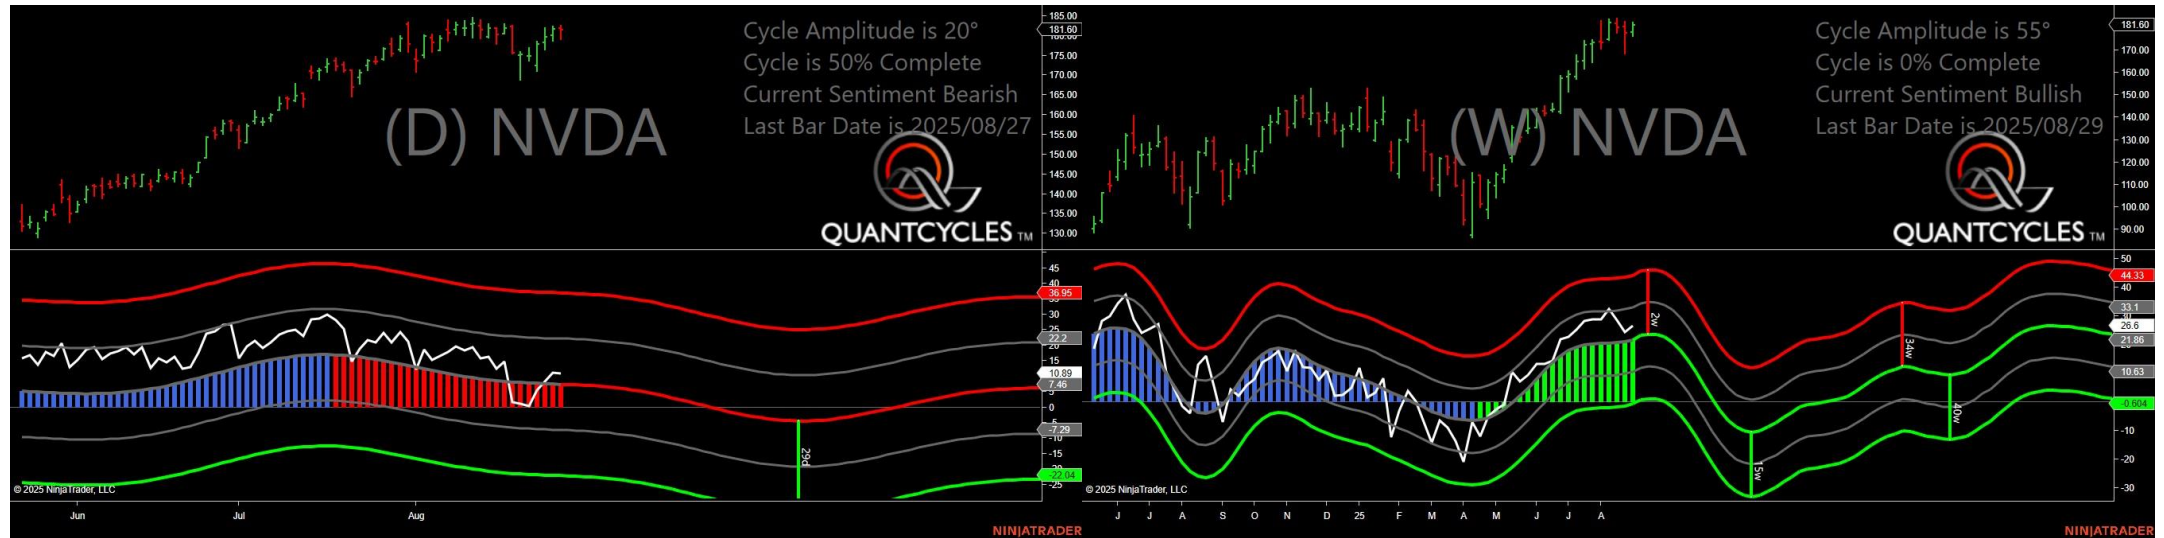 Cycle Amplitude is 20°
Cycle is 50% Complete
Current Sentiment Bearish
Last Bar Date is 2025/08/27
(D) NVDA
QUANTCYCLES TM
185.00
181.60
180.00
175.00
170.00
165.00
160.00
155.00
150.00
145.00
140.00
135.00
130.00
45
36.95
35
30
25
22.2
20
15
10.89
7.46
5
0
-5
-7.29
-10
-15
-22.04
-25
29d
© 2025 NinjaTrader, LLC
Jun Jul Aug
NINJATRADER
Cycle Amplitude is 55°
Cycle is 0% Complete
Current Sentiment Bullish
Last Bar Date is 2025/08/29
(W) NVDA
QUANTCYCLES TM
181.60
170.00
160.00
150.00
140.00
130.00
120.00
110.00
100.00
90.00
50
44.33
40
33.1
30
26.6
21.86
10.63
-0.604
-10
-20
-30
2w
15w
34w
40w
© 2025 NinjaTrader, LLC
J J A S O N D 25 F M A M J J A
NINJATRADER